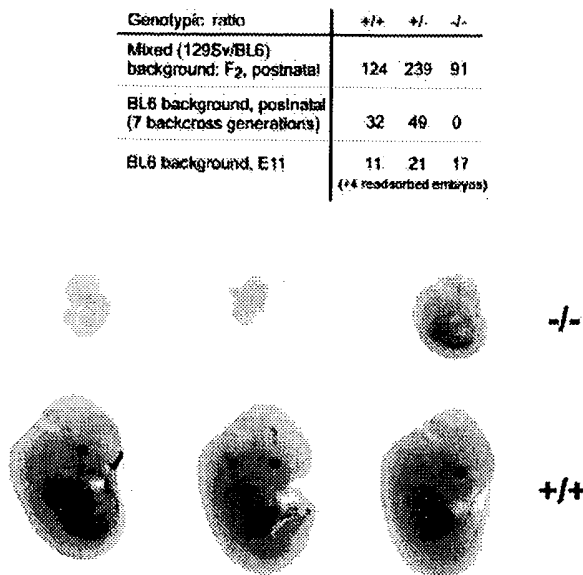 Genotypic ratio +/+ +/- -/-
Mixed (129Sv/BL6)
background: F2, postnatal 124 239 91
BL6 background, postnatal
(7 backcross generations) 32 49 0
BL6 background, E11 11 21 17
(+4 readsorbed embryos)
-/-
+/+